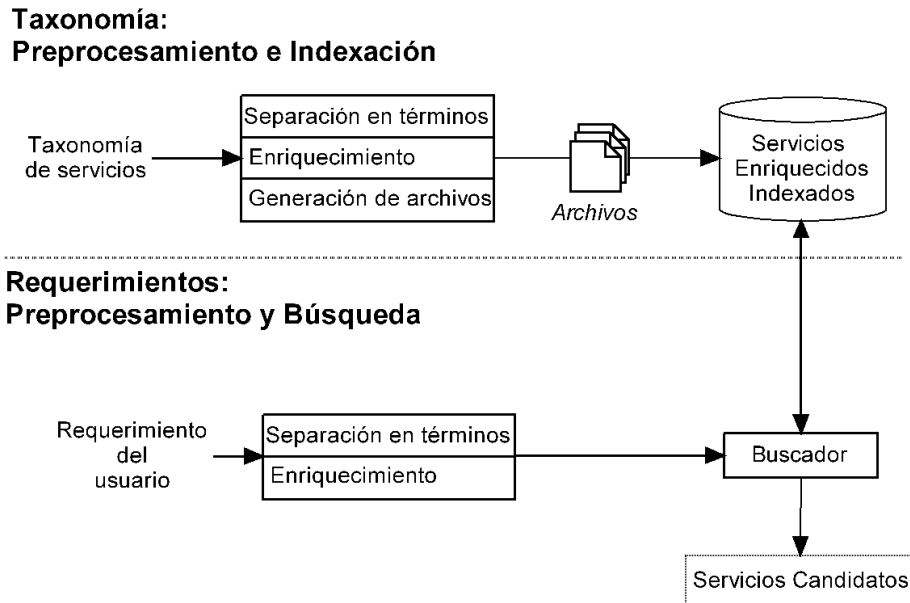 Taxonomía:
Preprocesamiento e Indexación
Taxonomía
de servicios
Separación en términos
Enriquecimiento
Generación de archivos
Archivos
Servicios
Enriquecidos
Indexados
Requerimientos:
Preprocesamiento y Búsqueda
Requerimiento
del
usuario
Separación en términos
Enriquecimiento
Buscador
Servicios Candidatos